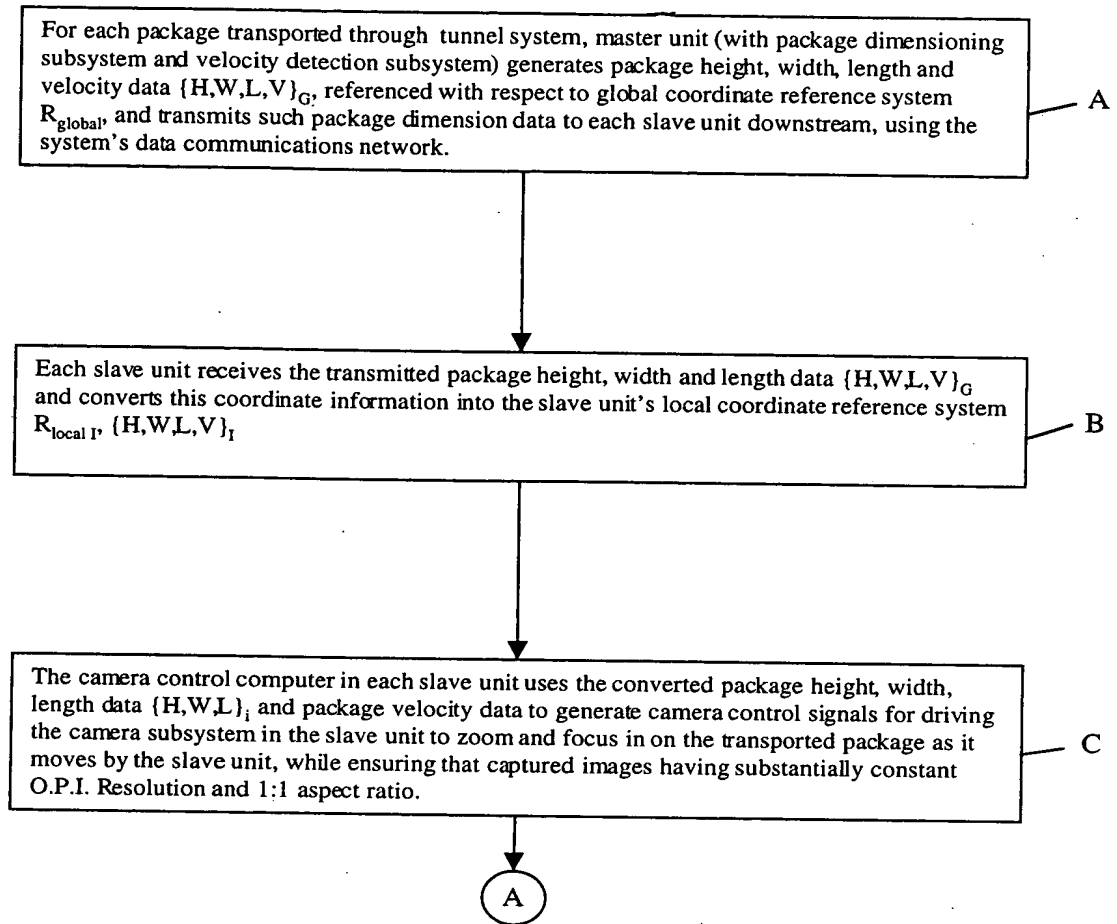 For each package transported through tunnel system, master unit (with package dimensioning
subsystem and velocity detection subsystem) generates package height, width, length and
velocity data {H,W,L,V}G, referenced with respect to global coordinate reference system
Rglobal, and transmits such package dimension data to each slave unit downstream, using the
system's data communications network.
A
Each slave unit receives the transmitted package height, width and length data {H,W,L,V}G
and converts this coordinate information into the slave unit's local coordinate reference system
Rlocal I, {H,W,L,V}I
B
The camera control computer in each slave unit uses the converted package height, width,
length data {H,W,L}i and package velocity data to generate camera control signals for driving
the camera subsystem in the slave unit to zoom and focus in on the transported package as it
moves by the slave unit, while ensuring that captured images having substantially constant
O.P.I. Resolution and 1:1 aspect ratio.
C
A